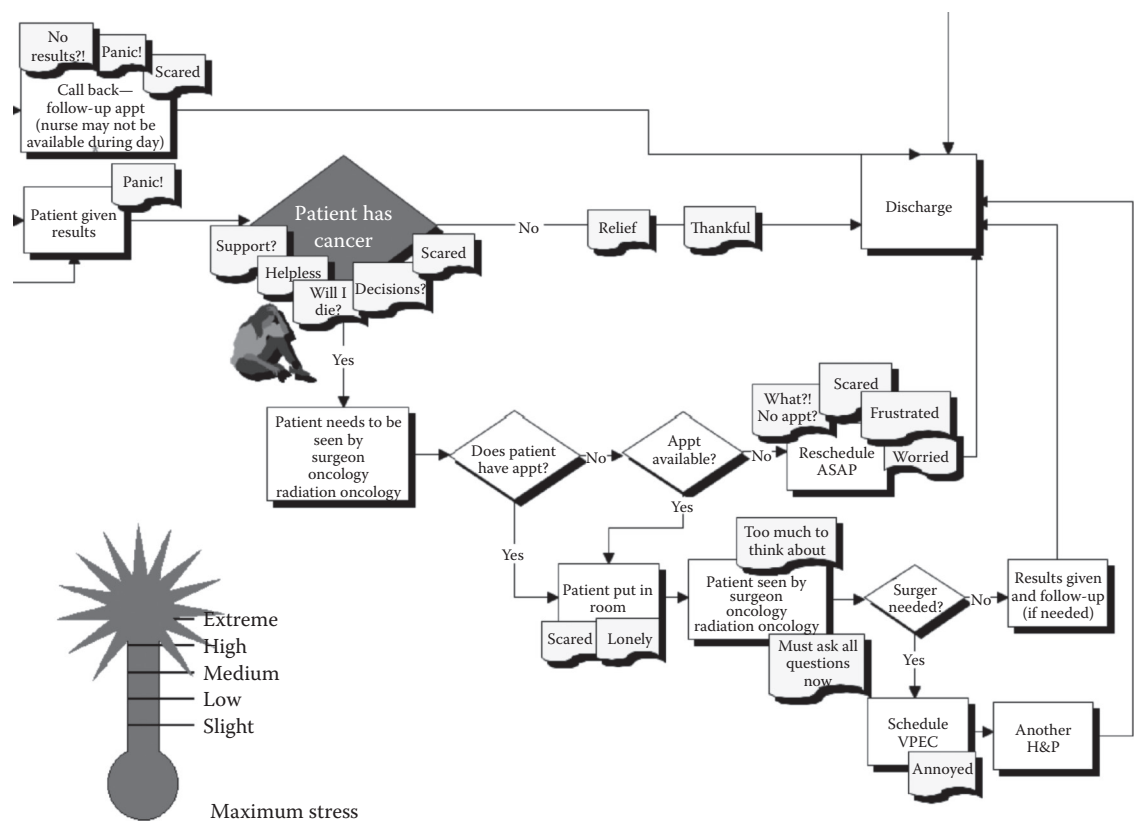 No
results?!
Panic!
Scared
Call back—
follow-up appt
(nurse may not be
available during day)
Panic!
Patient given
results
Patient has
cancer
Support?
Helpless
Will I
die?
Decisions?
Scared
No
Relief
Thankful
Discharge
Yes
Patient needs to be
seen by
surgeon
oncology
radiation oncology
Does patient
have appt?
No
Appt
available?
No
What?!
No appt?
Scared
Frustrated
Worried
Reschedule
ASAP
Yes
Yes
Patient put in
room
Scared
Lonely
Too much to
think about
Patient seen by
surgeon
oncology
radiation oncology
Must ask all
questions
now
Surger
needed?
No
Results given
and follow-up
(if needed)
Yes
Schedule
VPEC
Annoyed
Another
H&P
Extreme
High
Medium
Low
Slight
Maximum stress